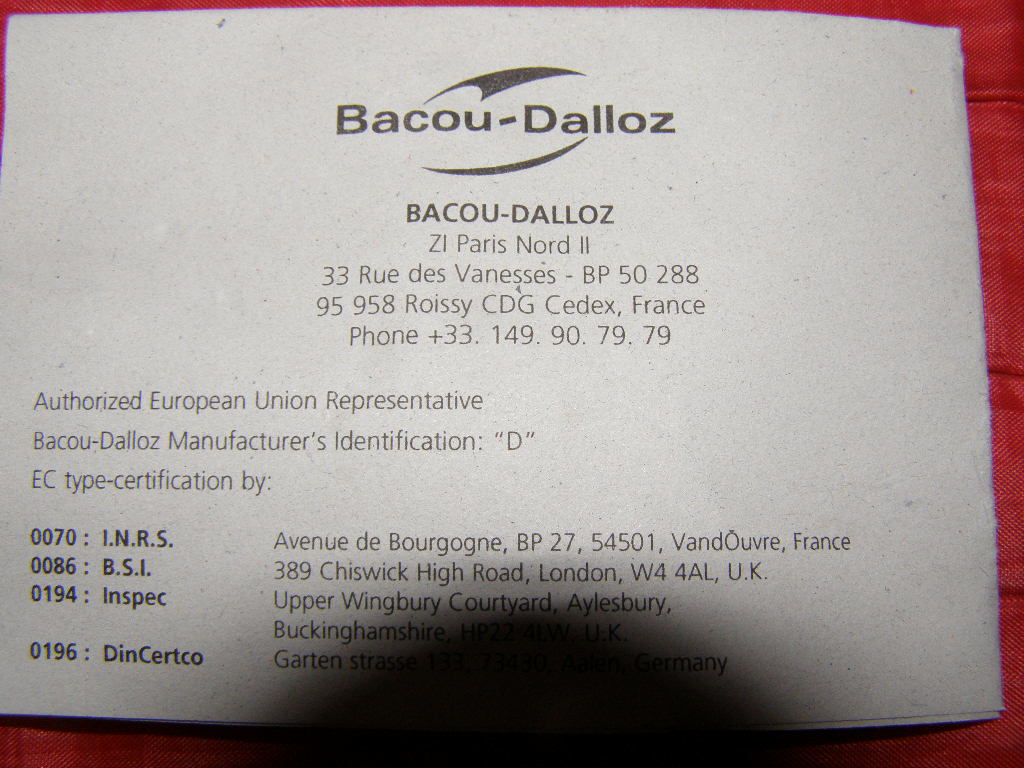 Bacou-Dalloz
BACOU-DALLOZ
ZI Paris Nord II
33 Rue des Vanesses - BP 50 288
95 958 Roissy CDG Cedex, France
Phone +33. 149. 90. 79. 79
Authorized European Union Representative
Bacou-Dalloz Manufacturer's Identification: "D"
EC type-certification by:
0070 : I.N.R.S. Avenue de Bourgogne, BP 27, 54501, VandŎuvre, France
0086 : B.S.I. 389 Chiswick High Road, London, W4 4AL, U.K.
0194 : Inspec Upper Wingbury Courtyard, Aylesbury,
Buckinghamshire, HP22 4LW, U.K.
0196 : DinCertco Garten strasse 133, 73430, Aalen, Germany